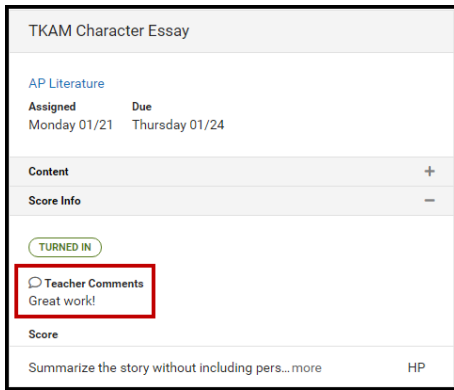 TKAM Character Essay
AP Literature
Assigned Due
Monday 01/21 Thursday 01/24
Content +
Score Info −
TURNED IN
Teacher Comments
Great work!
Score
Summarize the story without including pers... more HP